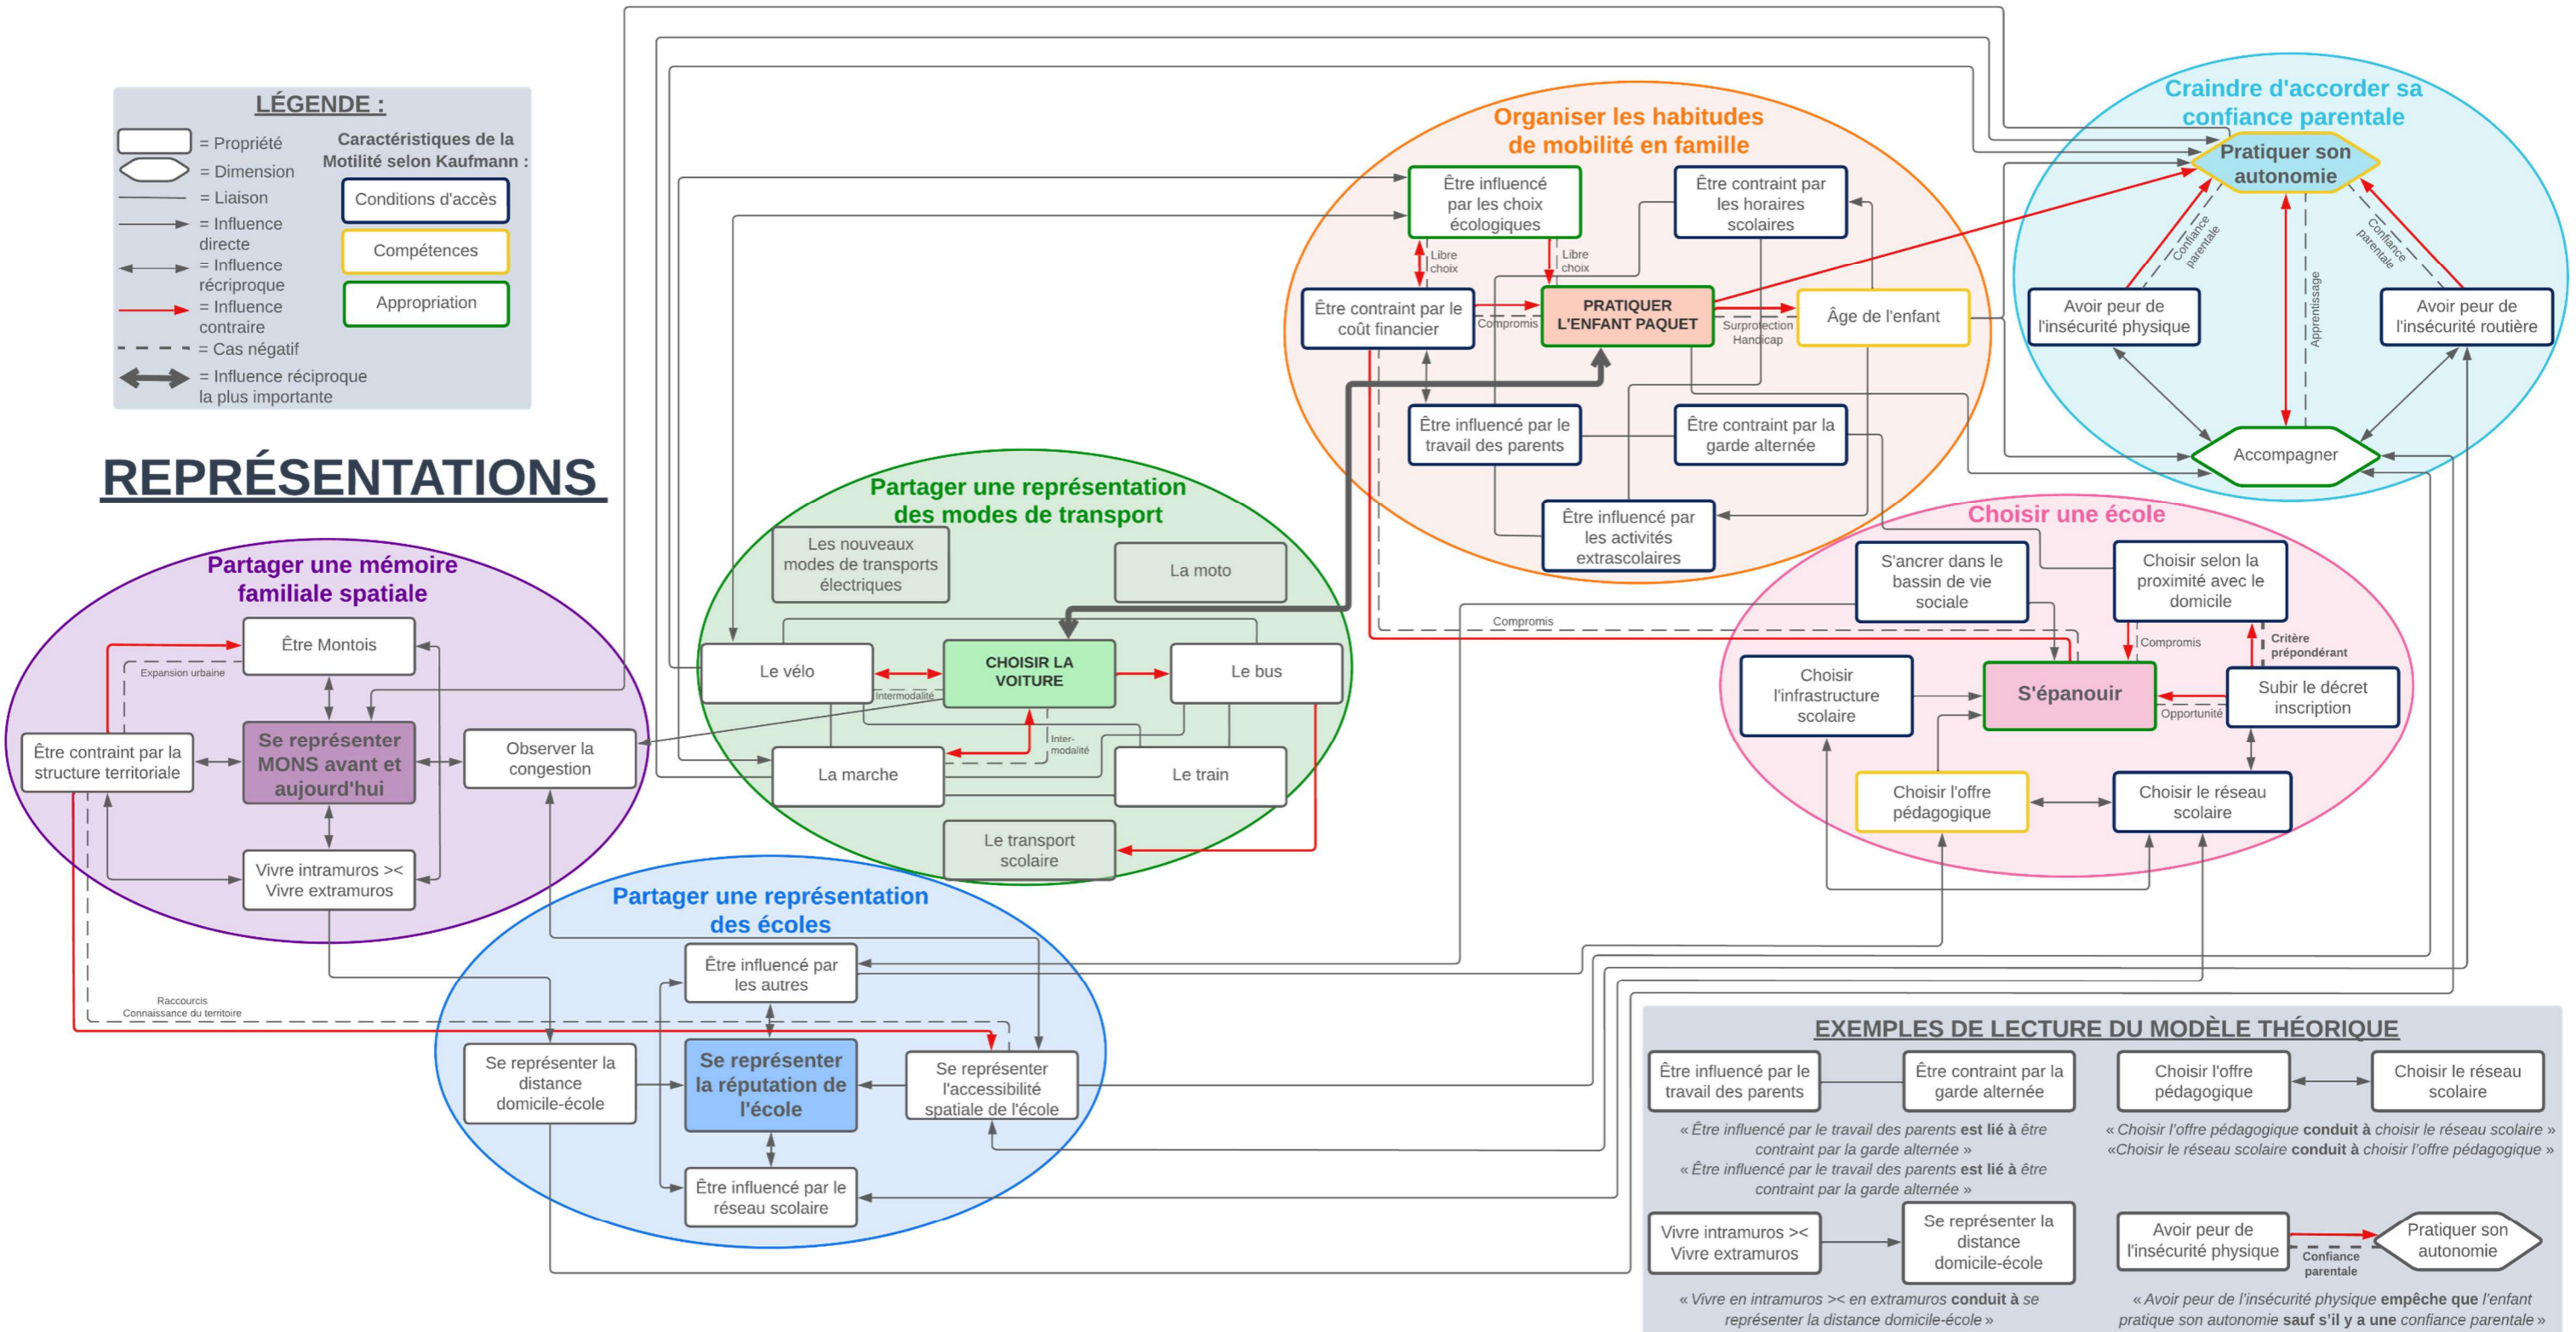 LÉGENDE :
= Propriété
= Dimension
= Liaison
= Influence
directe
= Influence
réciproque
= Influence
contraire
= Cas négatif
= Influence réciproque
la plus importante
Caractéristiques de la
Motilité selon Kaufmann :
Conditions d'accès
Compétences
Appropriation
REPRÉSENTATIONS
Partager une mémoire
familiale spatiale
Être Montois
Expansion urbaine
Être contraint par la
structure territoriale
Se représenter
MONS avant et
aujourd'hui
Observer la
congestion
Vivre intramuros ><
Vivre extramuros
Raccourcis
Connaissance du territoire
Partager une représentation
des modes de transport
Les nouveaux
modes de transports
électriques
La moto
Le vélo
CHOISIR LA
VOITURE
Le bus
Intermodalité
Inter-
modalité
La marche
Le train
Le transport
scolaire
Partager une représentation
des écoles
Être influencé par
les autres
Se représenter la
distance
domicile-école
Se représenter
la réputation de
l'école
Se représenter
l'accessibilité
spatiale de l'école
Être influencé par le
réseau scolaire
Organiser les habitudes
de mobilité en famille
Être influencé
par les choix
écologiques
Être contraint par
les horaires
scolaires
Libre
choix
Libre
choix
Être contraint par le
coût financier
Compromis
PRATIQUER
L'ENFANT PAQUET
Surprotection
Handicap
Âge de l'enfant
Être influencé par le
travail des parents
Être contraint par la
garde alternée
Être influencé par
les activités
extrascolaires
Compromis
Craindre d'accorder sa
confiance parentale
Pratiquer son
autonomie
Confiance
parentale
Apprentissage
Confiance
parentale
Avoir peur de
l'insécurité physique
Avoir peur de
l'insécurité routière
Accompagner
Choisir une école
S'ancrer dans le
bassin de vie
sociale
Choisir selon la
proximité avec le
domicile
Compromis
Critère
prépondérant
Choisir
l'infrastructure
scolaire
S'épanouir
Opportunité
Subir le décret
inscription
Choisir l'offre
pédagogique
Choisir le réseau
scolaire
EXEMPLES DE LECTURE DU MODÈLE THÉORIQUE
Être influencé par le
travail des parents
Être contraint par la
garde alternée
« Être influencé par le travail des parents est lié à être
contraint par la garde alternée »
« Être influencé par le travail des parents est lié à être
contraint par la garde alternée »
Choisir l'offre
pédagogique
Choisir le réseau
scolaire
« Choisir l'offre pédagogique conduit à choisir le réseau scolaire »
«Choisir le réseau scolaire conduit à choisir l'offre pédagogique »
Vivre intramuros ><
Vivre extramuros
Se représenter la
distance
domicile-école
« Vivre en intramuros >< en extramuros conduit à se
représenter la distance domicile-école »
Avoir peur de
l'insécurité physique
Confiance
parentale
Pratiquer son
autonomie
« Avoir peur de l'insécurité physique empêche que l'enfant
pratique son autonomie sauf s'il y a une confiance parentale »